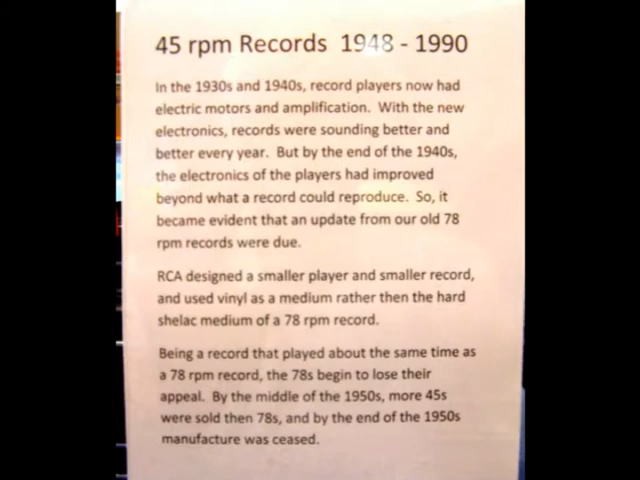 45 rpm Records 1948 - 1990
In the 1930s and 1940s, record players now had
electric motors and amplification. With the new
electronics, records were sounding better and
better every year. But by the end of the 1940s,
the electronics of the players had improved
beyond what a record could reproduce. So, it
became evident that an update from our old 78
rpm records were due.
RCA designed a smaller player and smaller record,
and used vinyl as a medium rather then the hard
shelac medium of a 78 rpm record.
Being a record that played about the same time as
a 78 rpm record, the 78s begin to lose their
appeal. By the middle of the 1950s, more 45s
were sold then 78s, and by the end of the 1950s
manufacture was ceased.